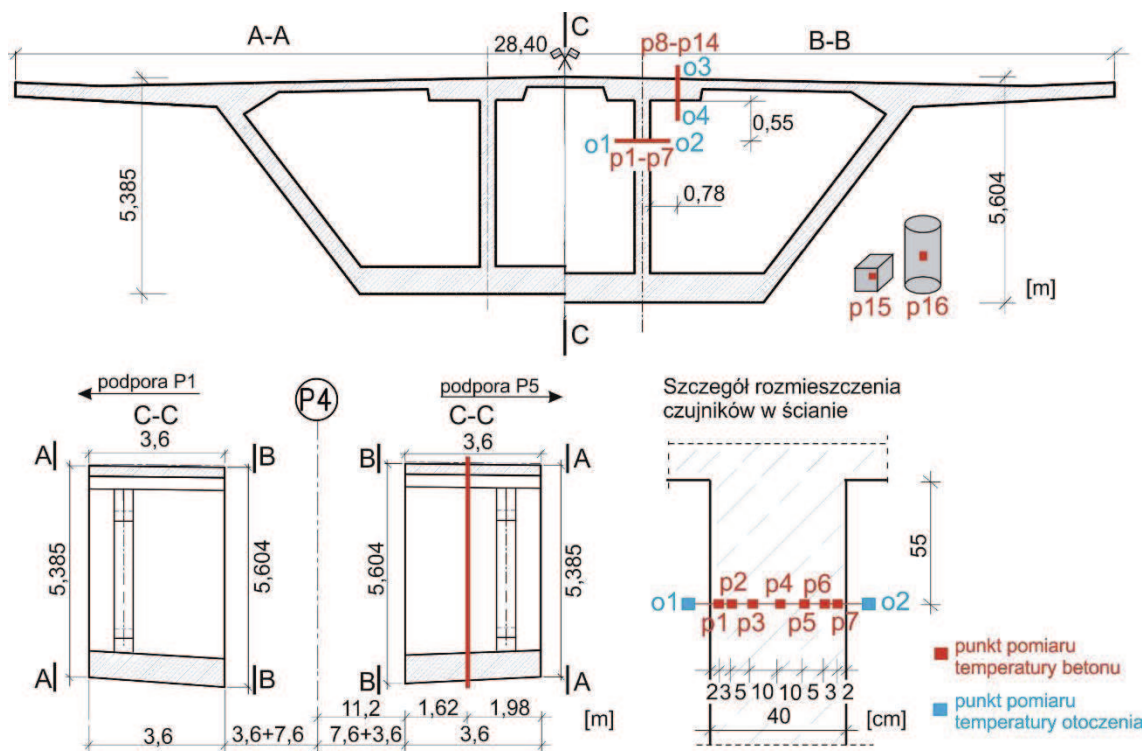 A-A
28,40
C
B-B
p8-p14
o3
o4
o1
o2
p1-p7
0,55
0,78
5,385
5,604
p15
p16
[m]
C
podpora P1
P4
podpora P5
C-C
C-C
3,6
3,6
A
B
B
A
5,385
5,604
5,604
5,385
A
B
B
A
11,2
1,62
1,98
[m]
3,6
3,6+7,6
7,6+3,6
3,6
Szczegół rozmieszczenia
czujników w ścianie
55
p2
p4
p6
o1
o2
p1
p3
p5
p7
2
3
5
10
10
5
3
2
40
[cm]
punkt pomiaru
temperatury betonu
punkt pomiaru
temperatury otoczenia